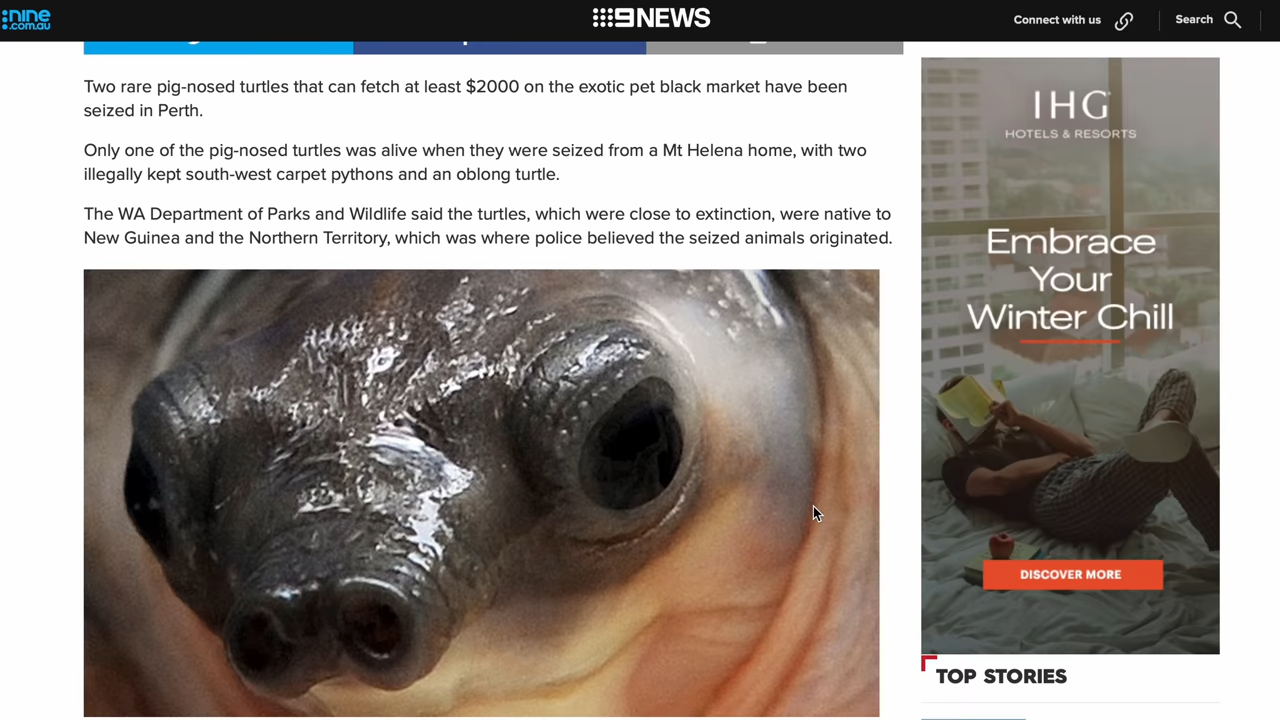 nine
.com.au
9NEWS
Connect with us
Search
Two rare pig-nosed turtles that can fetch at least $2000 on the exotic pet black market have been
seized in Perth.
Only one of the pig-nosed turtles was alive when they were seized from a Mt Helena home, with two
illegally kept south-west carpet pythons and an oblong turtle.
The WA Department of Parks and Wildlife said the turtles, which were close to extinction, were native to
New Guinea and the Northern Territory, which was where police believed the seized animals originated.
IHG
HOTELS & RESORTS
Embrace
Your
Winter Chill
DISCOVER MORE
TOP STORIES